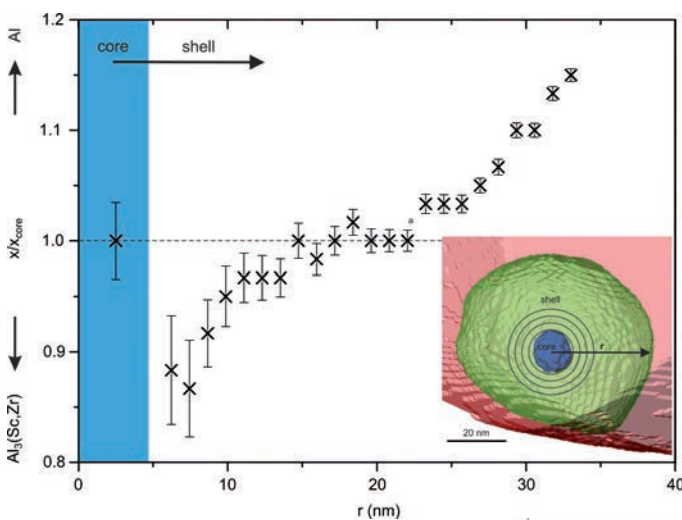 1.2
1.1
1.0
0.9
0.8
Al
x/x_core
Al3(Sc,Zr)
core
shell
a
shell
core
r
20 nm
0
10
20
30
40
r (nm)